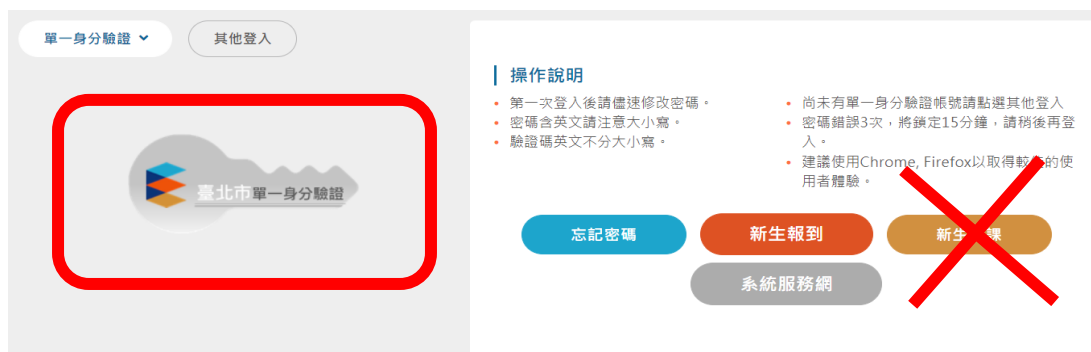 單一身分驗證
其他登入
臺北市單一身分驗證
操作說明
第一次登入後請儘速修改密碼。
密碼含英文請注意大小寫。
驗證碼英文不分大小寫。
尚未有單一身分驗證帳號請點選其他登入
密碼錯誤3次，將鎖定15分鐘，請稍後再登
入。
建議使用Chrome, Firefox以取得較的使
用者體驗。
忘記密碼
新生報到
新生課
系統服務網